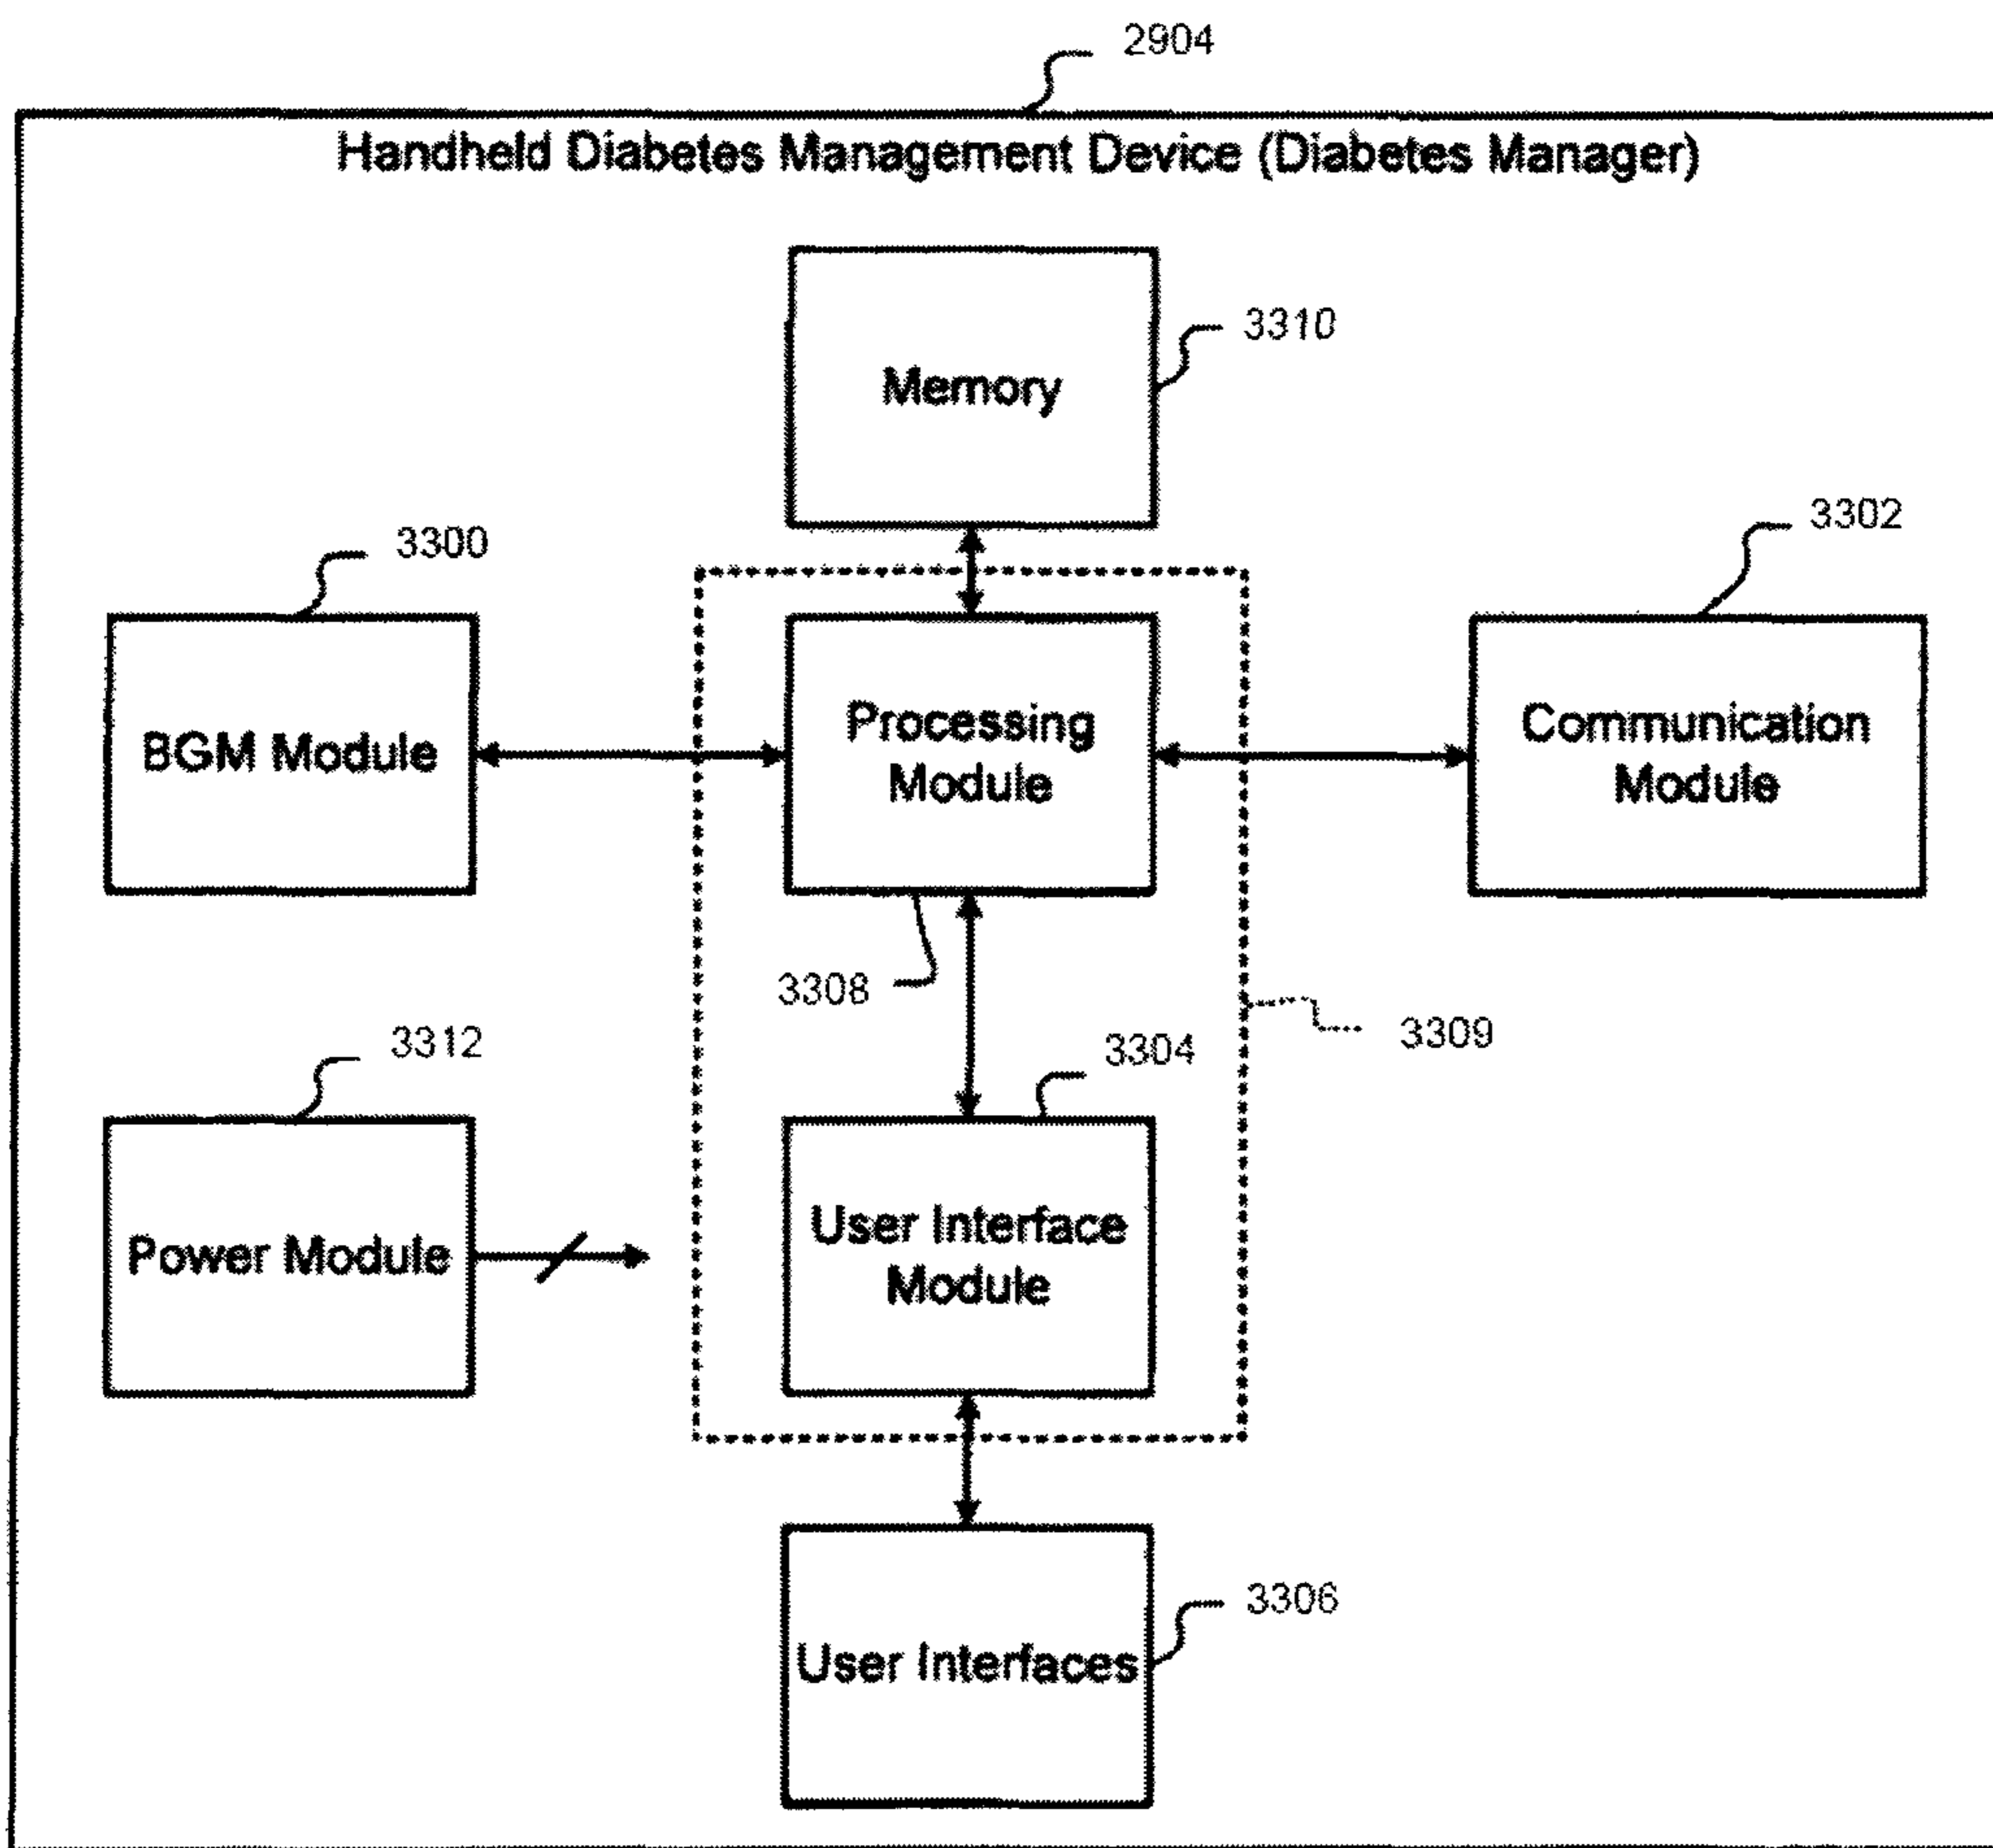 2904
Handheld Diabetes Management Device (Diabetes Manager)
Memory
3310
3300
3302
BGM Module
Processing
Module
Communication
Module
3308
3309
3312
3304
Power Module
User Interface
Module
User Interfaces
3306